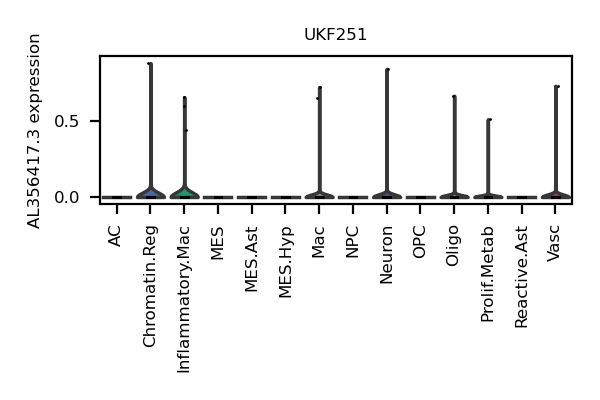 UKF251
AL356417.3 expression
0.5
0.0
AC
Chromatin.Reg
Inflammatory.Mac
MES
MES.Ast
MES.Hyp
Mac
NPC
Neuron
OPC
Oligo
Prolif.Metab
Reactive.Ast
Vasc